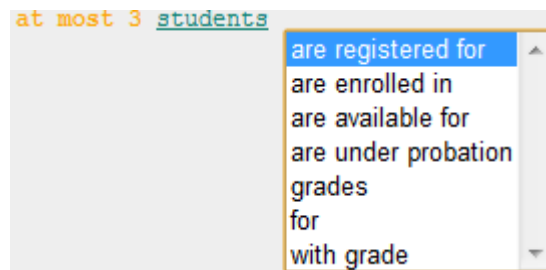 at most 3 students
are registered for
are enrolled in
are available for
are under probation
grades
for
with grade